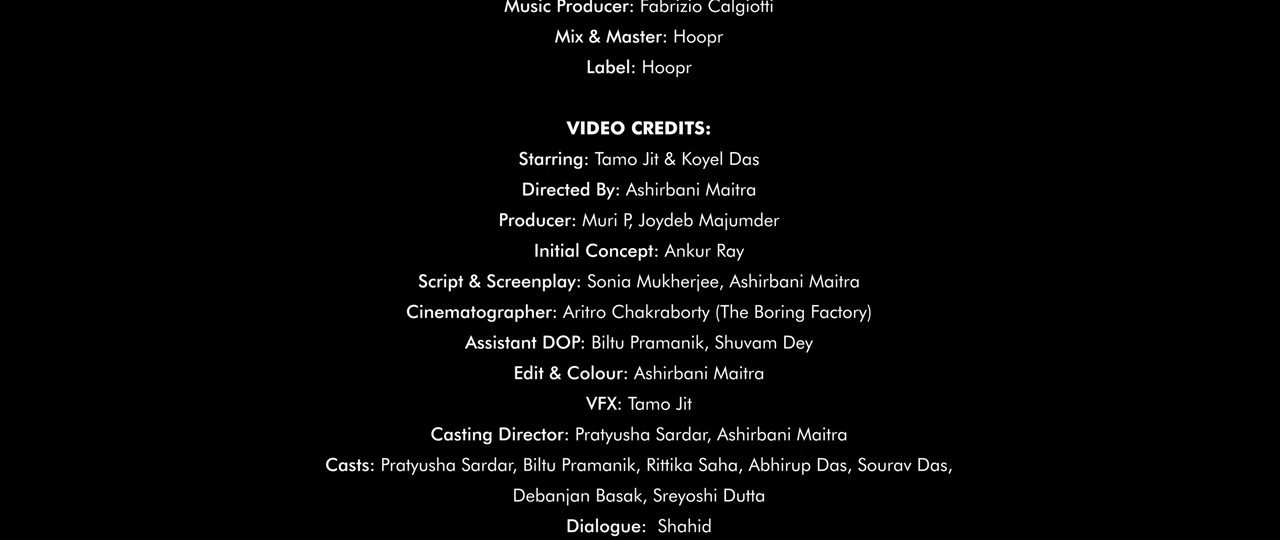 Music Producer: Fabrizio Calgiotti
Mix & Master: Hoopr
Label: Hoopr
VIDEO CREDITS:
Starring: Tamo Jit & Koyel Das
Directed By: Ashirbani Maitra
Producer: Muri P, Joydeb Majumder
Initial Concept: Ankur Ray
Script & Screenplay: Sonia Mukherjee, Ashirbani Maitra
Cinematographer: Aritro Chakraborty (The Boring Factory)
Assistant DOP: Biltu Pramanik, Shuvam Dey
Edit & Colour: Ashirbani Maitra
VFX: Tamo Jit
Casting Director: Pratyusha Sardar, Ashirbani Maitra
Casts: Pratyusha Sardar, Biltu Pramanik, Rittika Saha, Abhirup Das, Sourav Das,
Debanjan Basak, Sreyoshi Dutta
Dialogue: Shahid